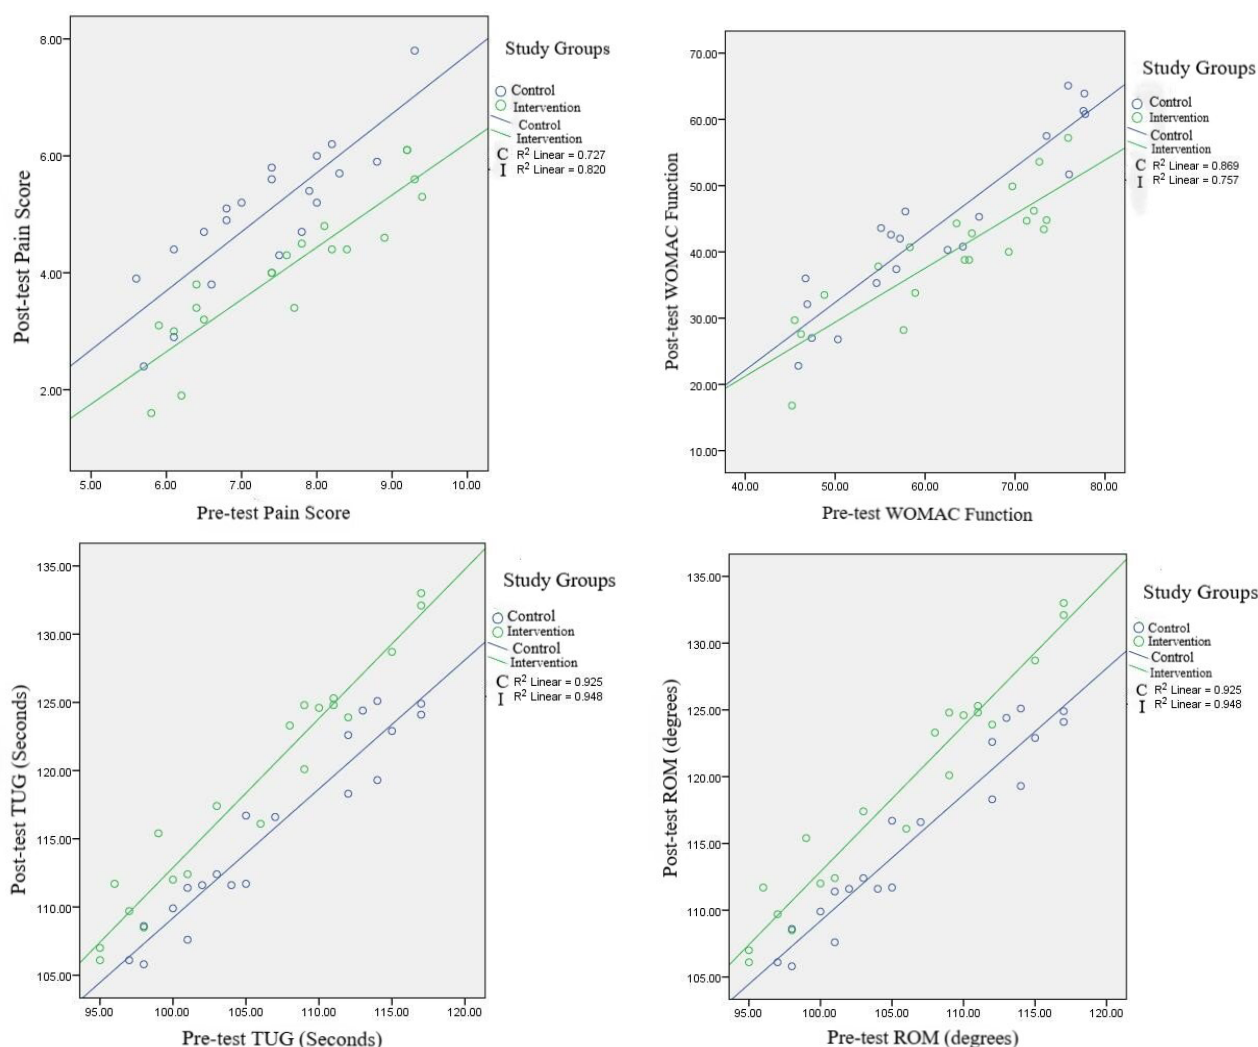 8.00
6.00
4.00
2.00
Post-test Pain Score
5.00 6.00 7.00 8.00 9.00 10.00
Pre-test Pain Score
Study Groups
Control
Intervention
Control
Intervention
C R² Linear = 0.727
I R² Linear = 0.820
70.00
60.00
50.00
40.00
30.00
20.00
10.00
Post-test WOMAC Function
40.00 50.00 60.00 70.00 80.00
Pre-test WOMAC Function
Study Groups
Control
Intervention
Control
Intervention
C R² Linear = 0.869
I R² Linear = 0.757
135.00
130.00
125.00
120.00
115.00
110.00
105.00
Post-test TUG (Seconds)
95.00 100.00 105.00 110.00 115.00 120.00
Pre-test TUG (Seconds)
Study Groups
Control
Intervention
Control
Intervention
C R² Linear = 0.925
I R² Linear = 0.948
135.00
130.00
125.00
120.00
115.00
110.00
105.00
Post-test ROM (degrees)
95.00 100.00 105.00 110.00 115.00 120.00
Pre-test ROM (degrees)
Study Groups
Control
Intervention
Control
Intervention
C R² Linear = 0.925
I R² Linear = 0.948